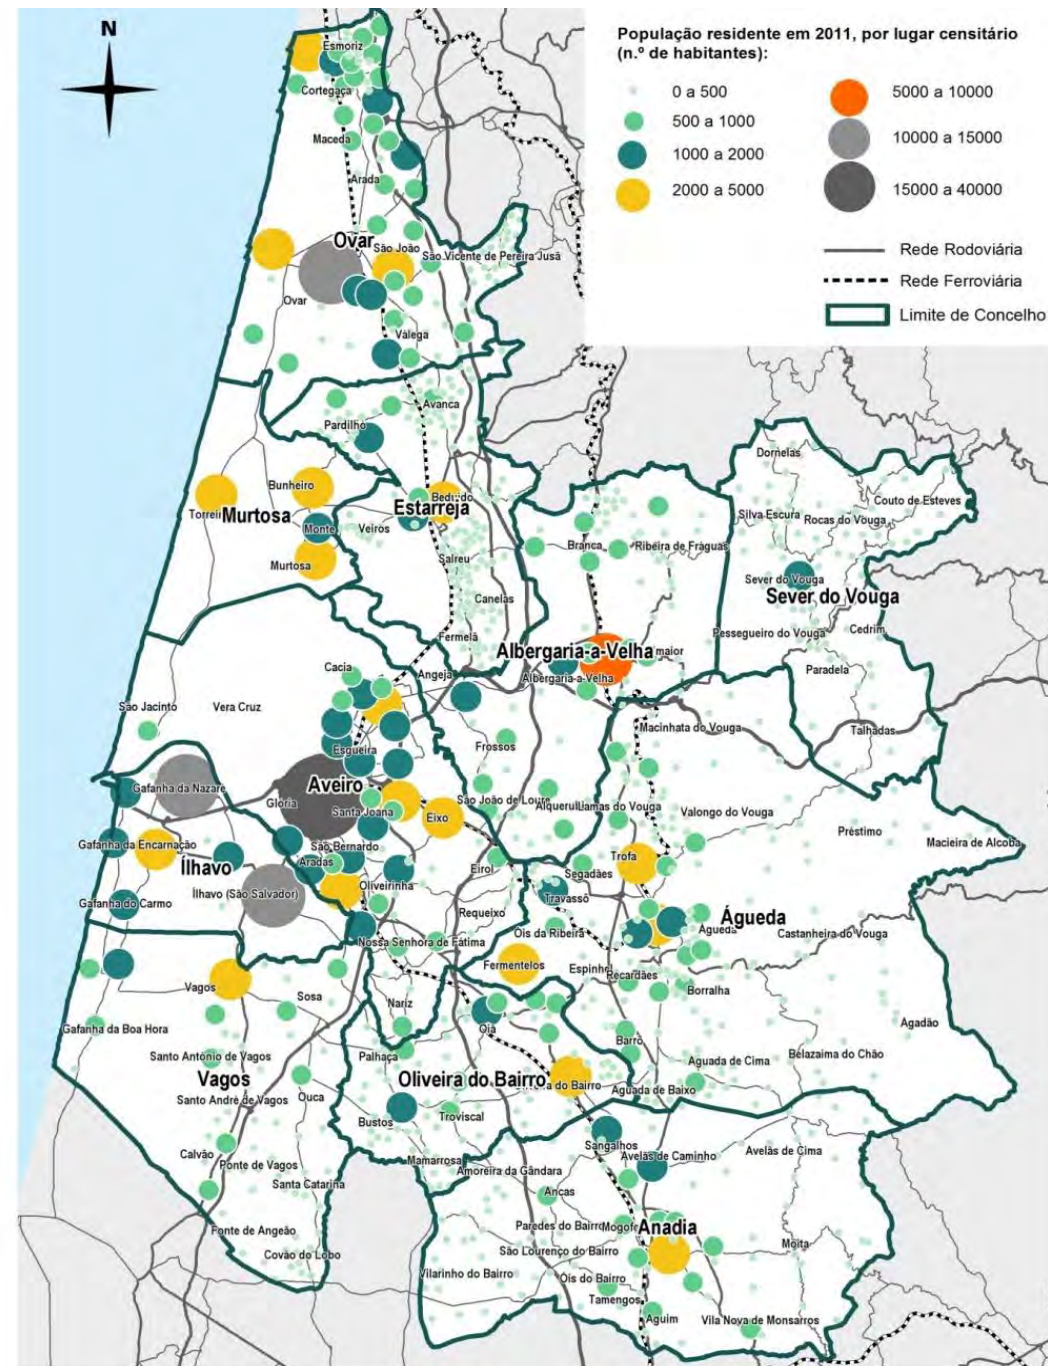 N
População residente em 2011, por lugar censitário
(n.º de habitantes):
0 a 500
500 a 1000
1000 a 2000
2000 a 5000
5000 a 10000
10000 a 15000
15000 a 40000
Rede Rodoviária
Rede Ferroviária
Limite de Concelho
Esmoriz
Cortegaça
Maceda
Arada
Ovar
São João
São Vicente de Pereira Jusã
Ovar
Válega
Avanca
Pardilhó
Bunheiro
Murtosa
Monte
Murtosa
Estarreja
Veiros
Salreu
Canelas
Fermelã
Branca
Ribeira de Fráguas
Dornelas
Couto de Esteves
Silva Escura
Rocas do Vouga
Sever do Vouga
Sever do Vouga
Pessegueiro do Vouga
Cedrim
Paradela
Talhadas
Albergaria-a-Velha
maior
Albergaria-a-Velha
Angeja
Cacia
São Jacinto
Vera Cruz
Esgueira
Frossos
Macinhata do Vouga
Aveiro
Gafanha da Nazaré
Glória
Santa Joana
Eixo
São João de Loure
Lamas do Vouga
Valongo do Vouga
Préstimo
Macieira de Alcoba
Gafanha da Encarnação
São Bernardo
Aradas
Ílhavo
Oliveirinha
Eirol
Trofa
Segadães
Travassô
Ílhavo (São Salvador)
Gafanha do Carmo
Requeixo
Águeda
Águeda
Castanheira do Vouga
Óis da Ribeira
Nossa Senhora de Fátima
Fermentelos
Recardães
Borralha
Vagos
Sosa
Nariz
Gafanha da Boa Hora
Oiã
Barrô
Agadão
Santo António de Vagos
Palhaça
Aguada de Cima
Belazaima do Chão
Vagos
Oliveira do Bairro
do Bairro
Aguada de Baixo
Santo André de Vagos
Ouca
Bustos
Troviscal
Sangalhos
Calvão
Ponte de Vagos
Mamarrosa
Amoreira da Gândara
Avelãs de Caminho
Avelãs de Cima
Santa Catarina
Ancas
Fonte de Angeão
Paredes do Bairro
Anadia
Covão do Lobo
São Lourenço do Bairro
Moita
Vilarinho do Bairro
Óis do Bairro
Tamengos
Aguim
Vila Nova de Monsarros